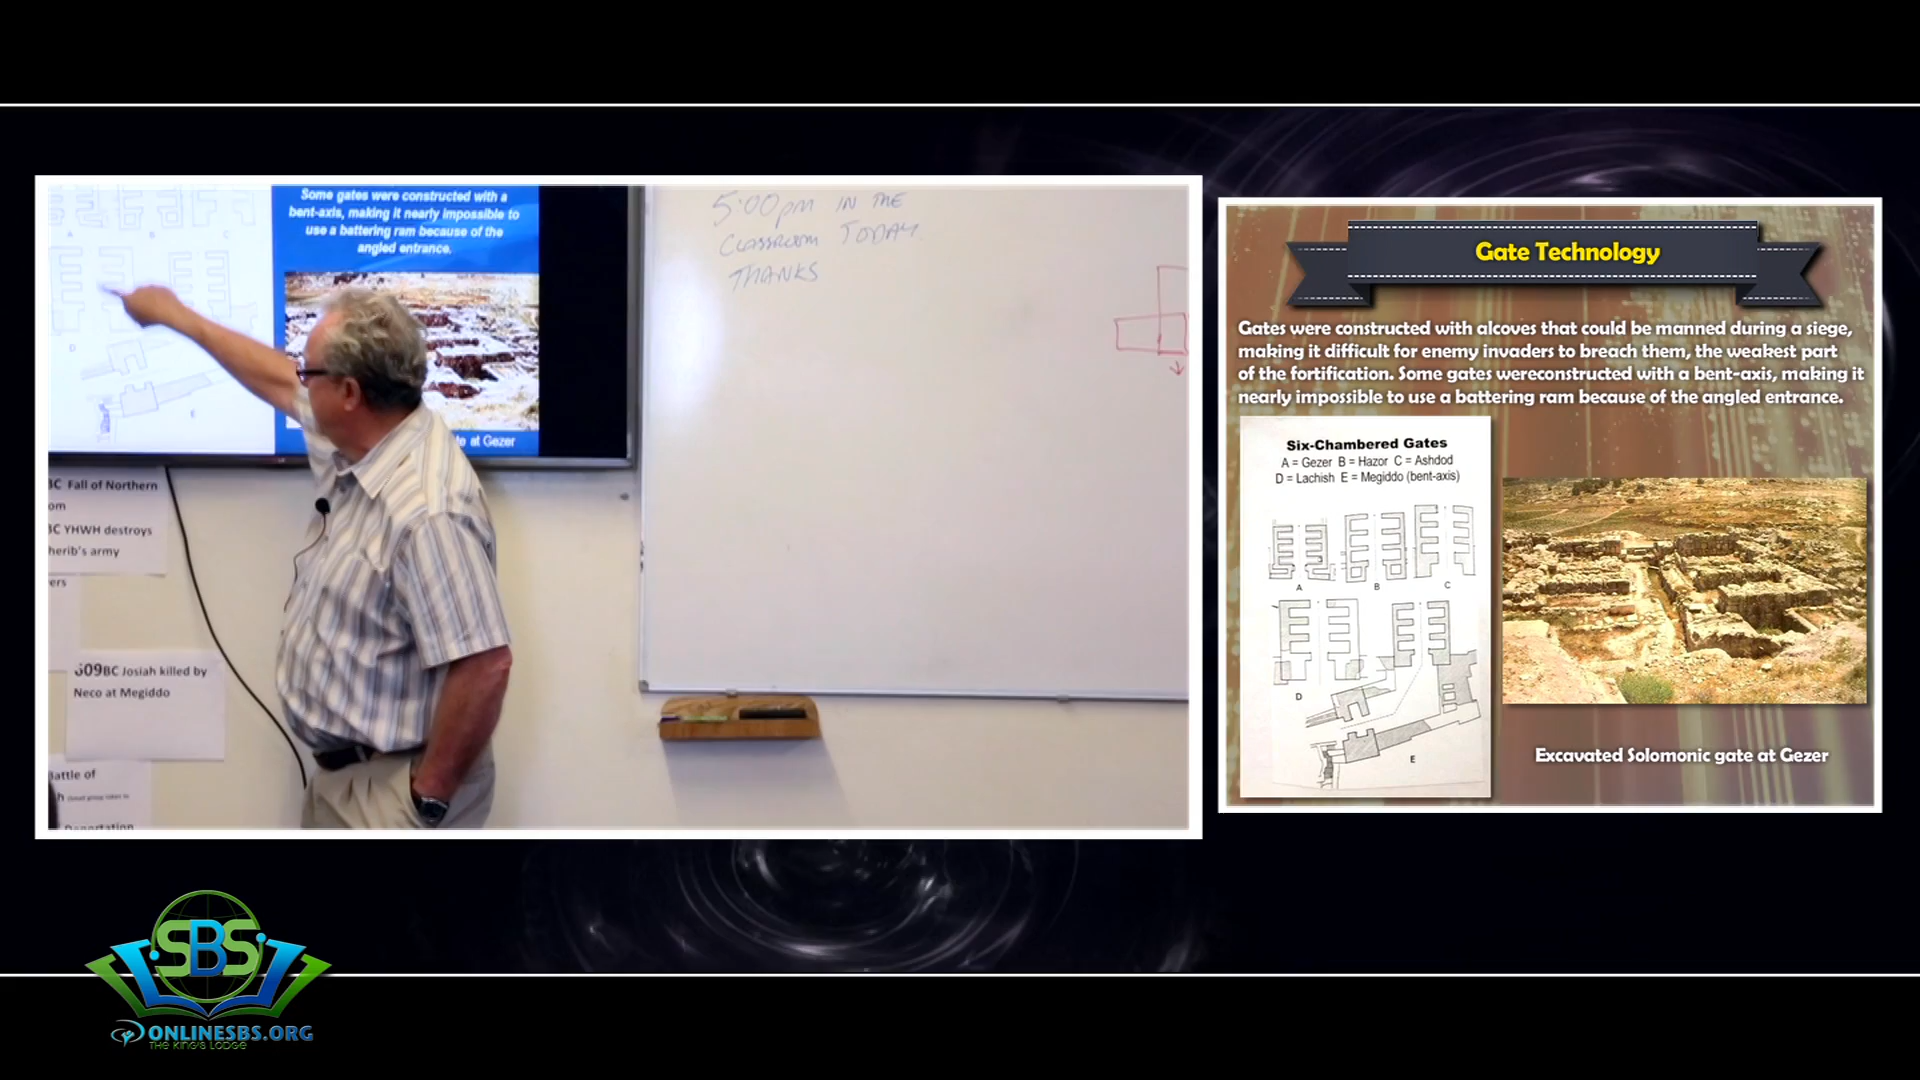 Some gates were constructed with a
bent-axis, making it nearly impossible to
use a battering ram because of the
angled entrance.
A
B
C
D
E
te at Gezer
5:00pm IN THE
CLASSROOM TODAY
THANKS
BC Fall of Northern
om
BC YHWH destroys
herib's army
ers
609BC Josiah killed by
Neco at Megiddo
Battle of
h
Deportation
Gate Technology
Gates were constructed with alcoves that could be manned during a siege,
making it difficult for enemy invaders to breach them, the weakest part
of the fortification. Some gates wereconstructed with a bent-axis, making it
nearly impossible to use a battering ram because of the angled entrance.
Six-Chambered Gates
A = Gezer B = Hazor C = Ashdod
D = Lachish E = Megiddo (bent-axis)
A
B
C
D
E
Excavated Solomonic gate at Gezer
SBS
ONLINESBS.ORG
THE KING'S LODGE